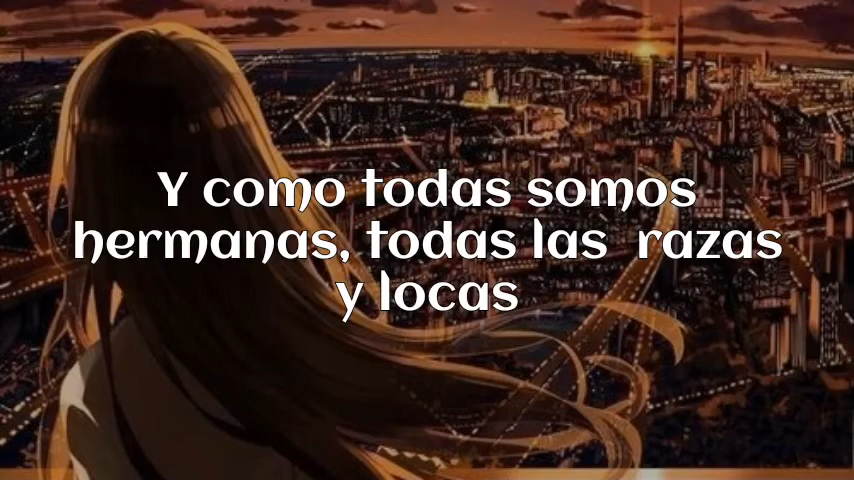 Y como todas somos
hermanas, todas las  razas
y locas